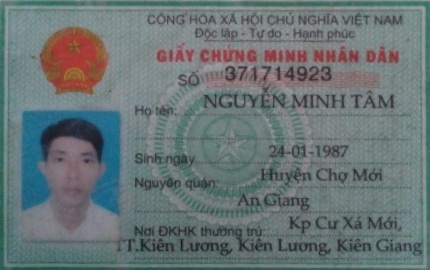 CỘNG HÒA XÃ HỘI CHỦ NGHĨA VIỆT NAM
Độc lập - Tự do - Hạnh phúc
GIẤY CHỨNG MINH NHÂN DÂN
SỐ 371714923
Họ tên: NGUYỄN MINH TÂM
Sinh ngày 24-01-1987
Nguyên quán: Huyện Chợ Mới
An Giang
Nơi ĐKHK thường trú: Kp Cư Xá Mới,
TT.Kiên Lương, Kiên Lương, Kiên Giang